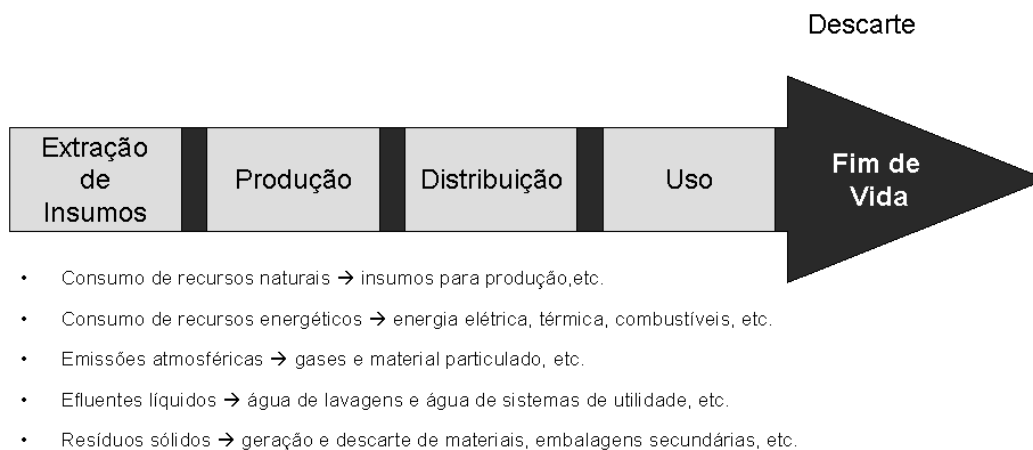 Descarte
Extração
de
Insumos
Produção
Distribuição
Uso
Fim de
Vida
• Consumo de recursos naturais → insumos para produção,etc.
• Consumo de recursos energéticos → energia elétrica, térmica, combustíveis, etc.
• Emissões atmosféricas → gases e material particulado, etc.
• Efluentes líquidos → água de lavagens e água de sistemas de utilidade, etc.
• Resíduos sólidos → geração e descarte de materiais, embalagens secundárias, etc.